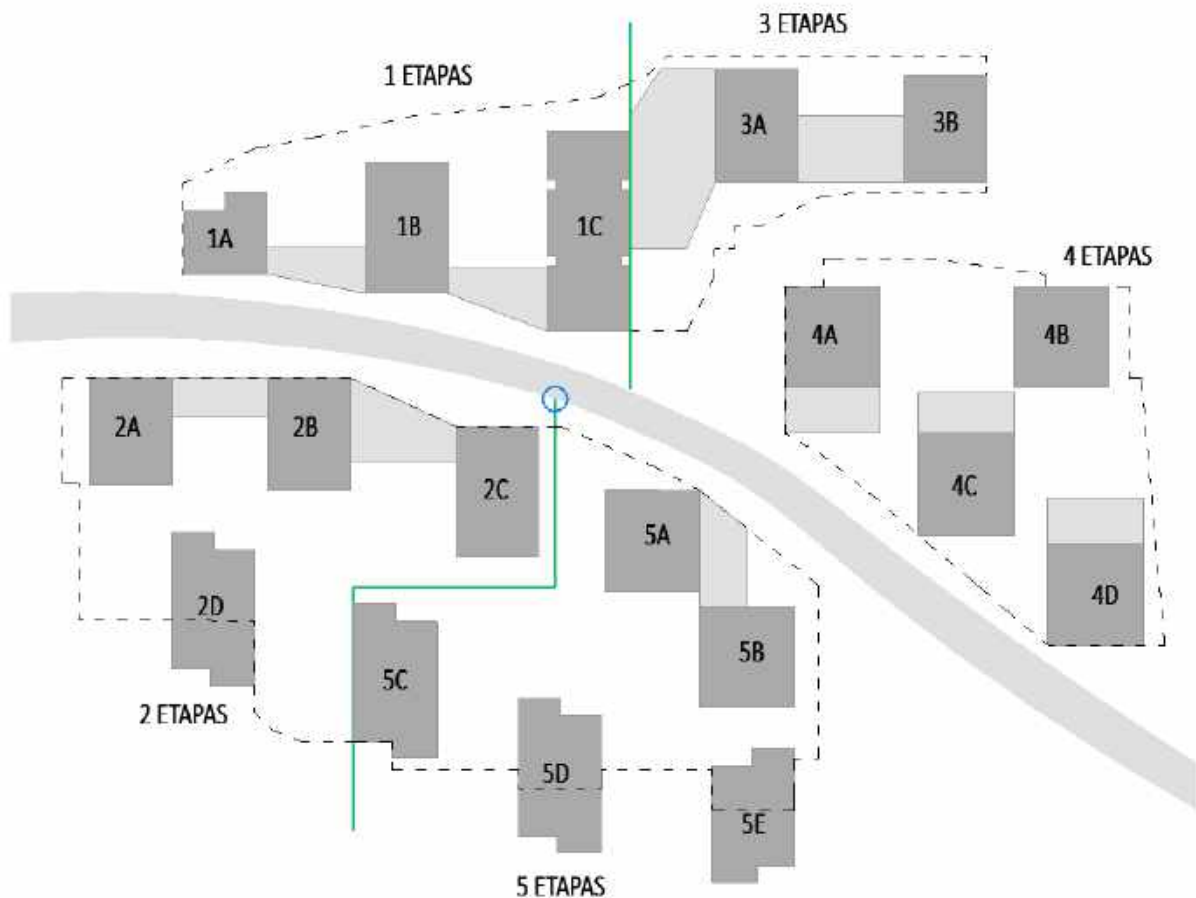 3 ETAPAS
1 ETAPAS
3A
3B
1A
1B
1C
4 ETAPAS
4A
4B
2A
2B
2C
4C
5A
4D
2D
5B
5C
2 ETAPAS
5D
5E
5 ETAPAS